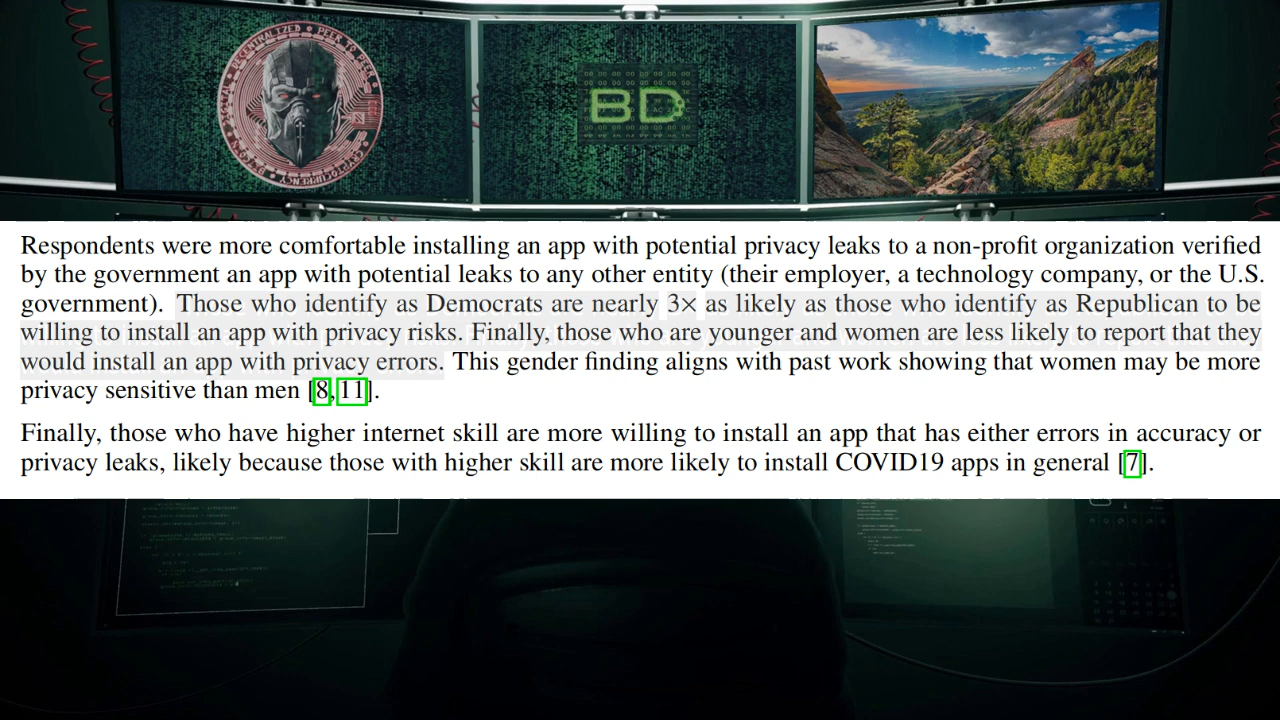 DECENTRALIZED PEER TO PEER
CRYPTOCURRENCY
BD
Respondents were more comfortable installing an app with potential privacy leaks to a non-profit organization verified
by the government an app with potential leaks to any other entity (their employer, a technology company, or the U.S.
government). Those who identify as Democrats are nearly 3× as likely as those who identify as Republican to be
willing to install an app with privacy risks. Finally, those who are younger and women are less likely to report that they
would install an app with privacy errors. This gender finding aligns with past work showing that women may be more
privacy sensitive than men [8,11].
Finally, those who have higher internet skill are more willing to install an app that has either errors in accuracy or
privacy leaks, likely because those with higher skill are more likely to install COVID19 apps in general [7].